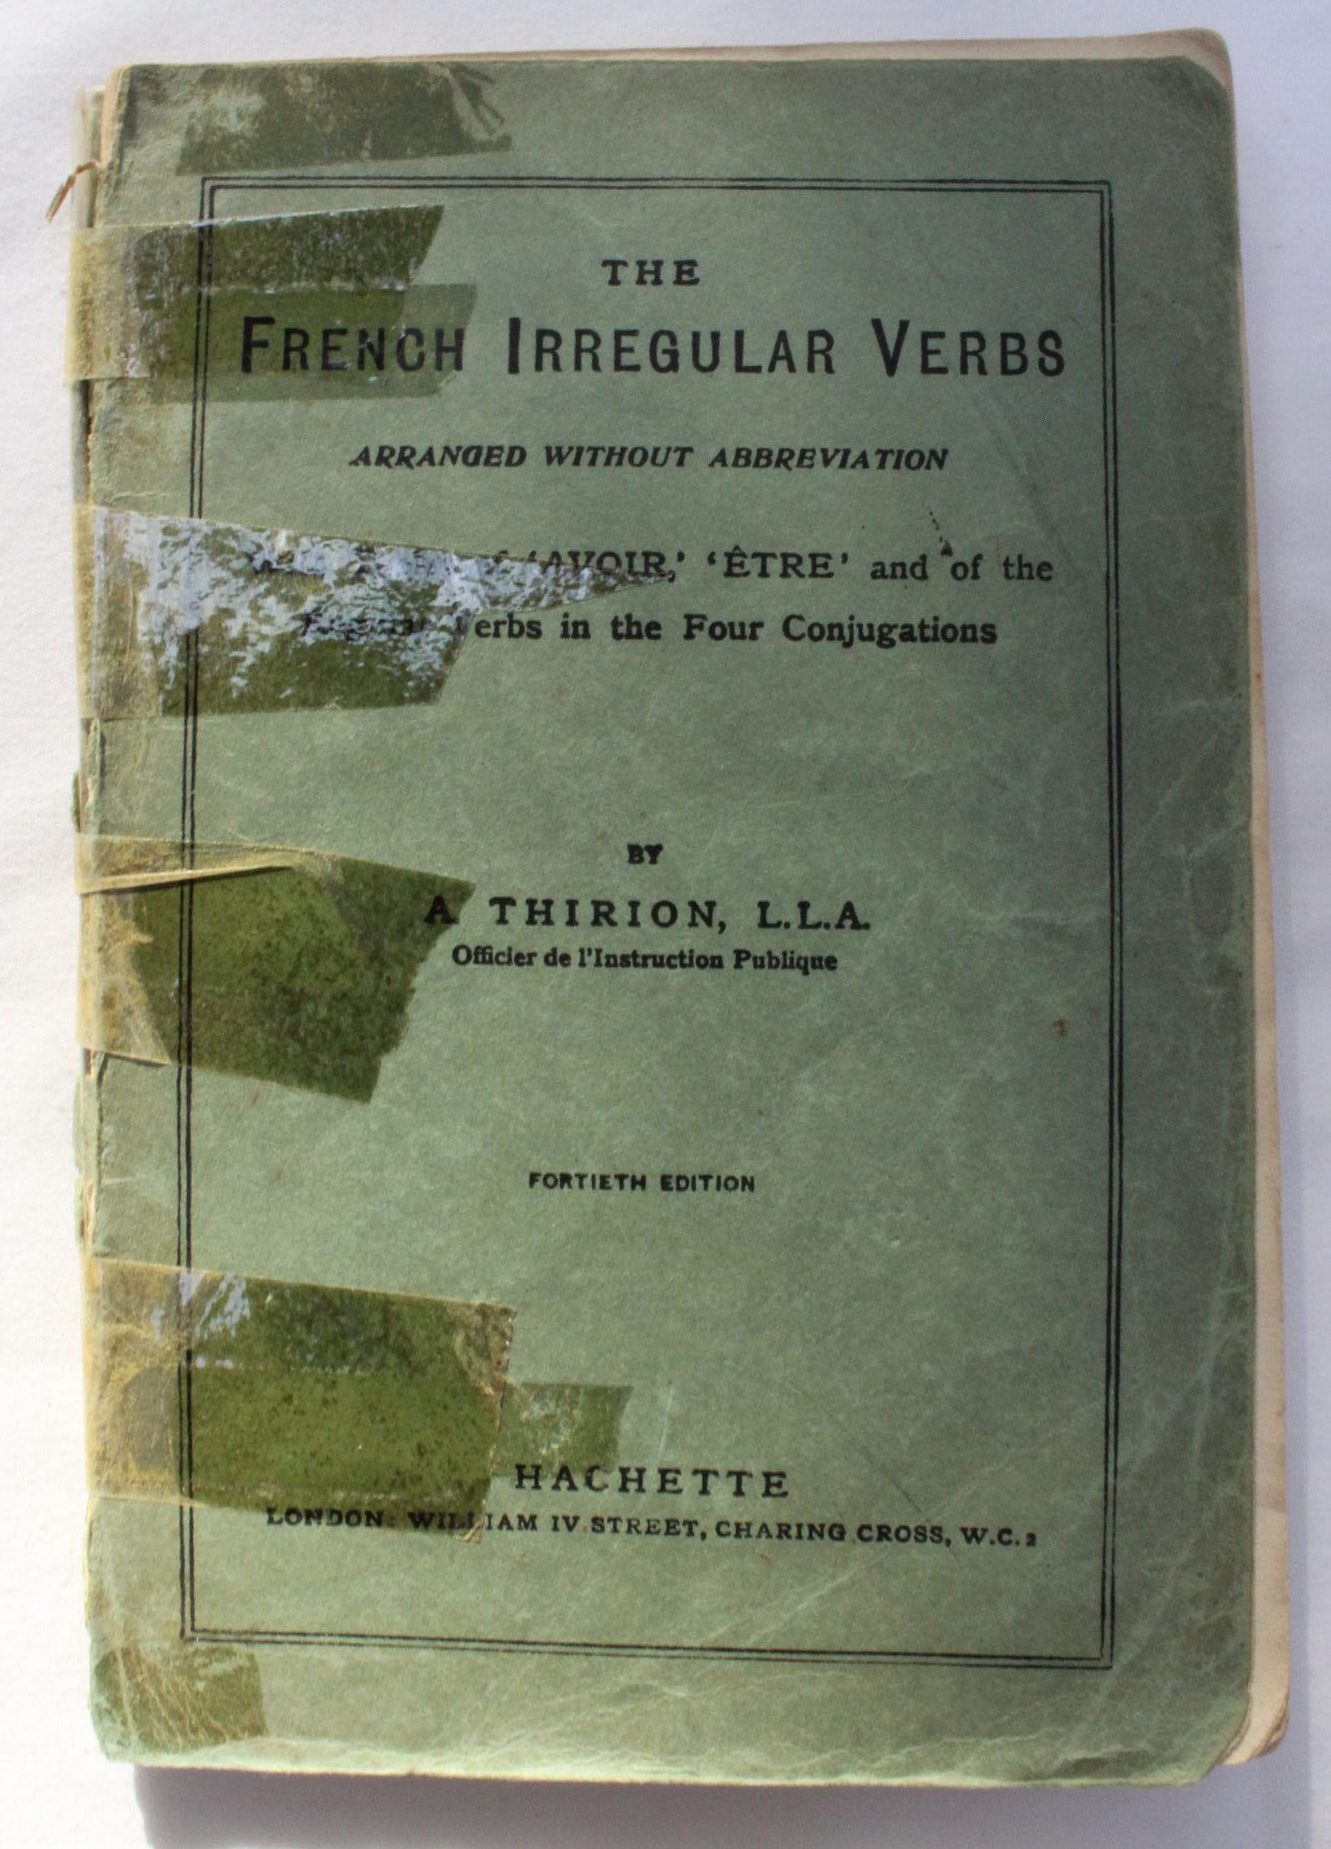 THE
FRENCH IRREGULAR VERBS
ARRANGED WITHOUT ABBREVIATION
'AVOIR,' 'ÊTRE' and of the
Verbs in the Four Conjugations
BY
A THIRION, L.L.A.
Officier de l'Instruction Publique
FORTIETH EDITION
HACHETTE
LONDON: WILLIAM IV STREET, CHARING CROSS, W.C.2